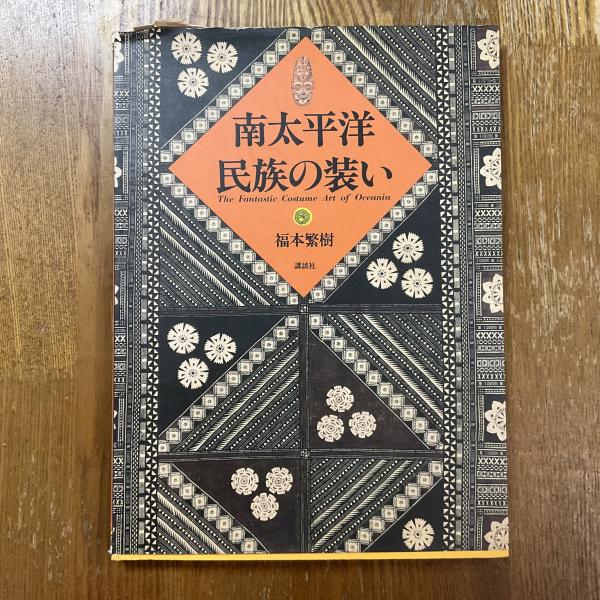 南太平洋
民族の装い
The Fantastic Costume Art of Oceania
福本繁樹
講談社